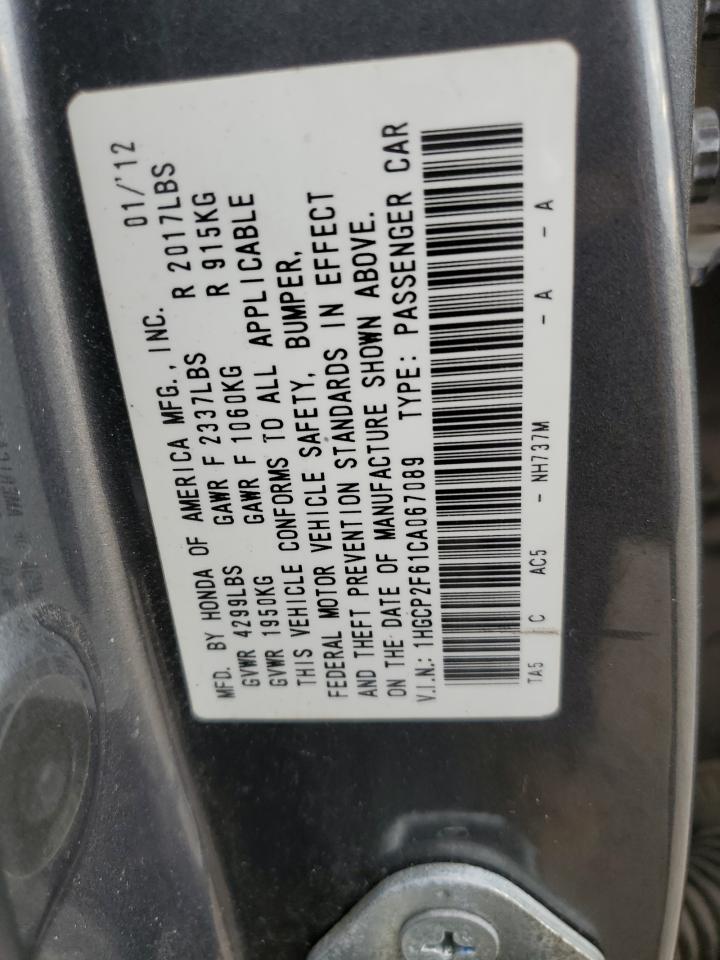 MFD. BY HONDA OF AMERICA MFG., INC. 01/'12
GVWR 4299LBS GAWR F 2337LBS R 2017LBS
GVWR 1950KG GAWR F 1060KG R 915KG
THIS VEHICLE CONFORMS TO ALL APPLICABLE
FEDERAL MOTOR VEHICLE SAFETY, BUMPER,
AND THEFT PREVENTION STANDARDS IN EFFECT
ON THE DATE OF MANUFACTURE SHOWN ABOVE.
V.I.N.: 1HGCP2F61CA067089 TYPE: PASSENGER CAR
TA5 C AC5 - NH737M - A - A